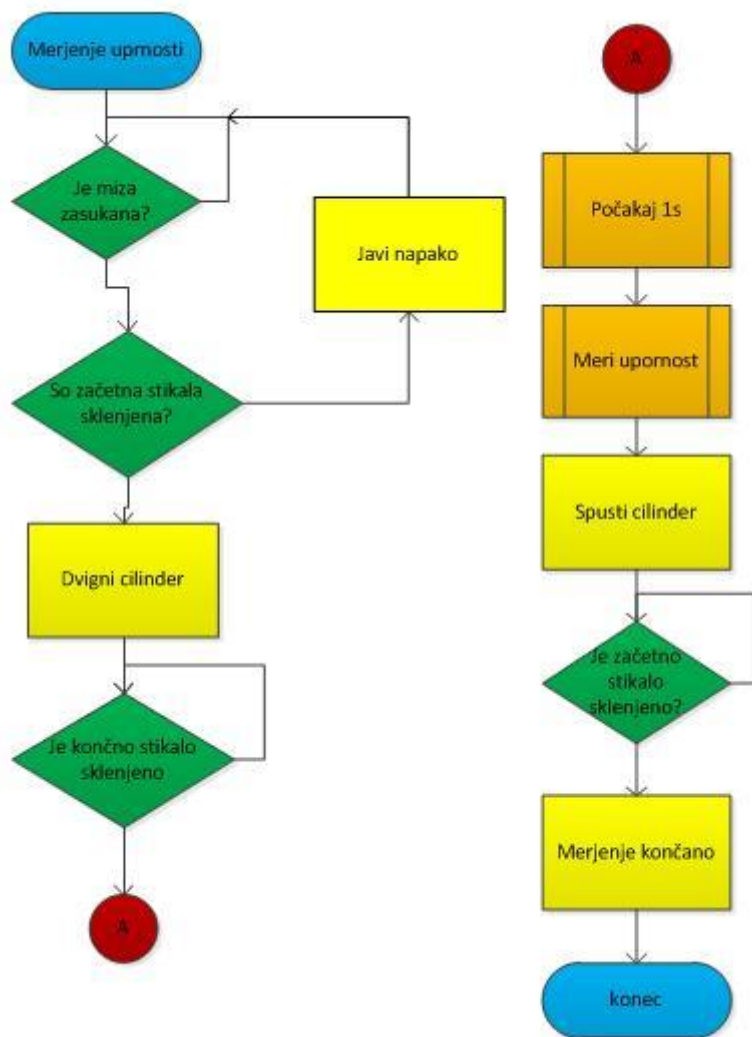 Merjenje uprnosti
Je miza
zasukana?
Javi napako
So začetna stikala
sklenjena?
Dvigni cilinder
Je končno stikalo
sklenjeno
A
A
Počakaj 1s
Meri upornost
Spusti cilinder
Je začetno
stikalo
sklenjeno?
Merjenje končano
konec